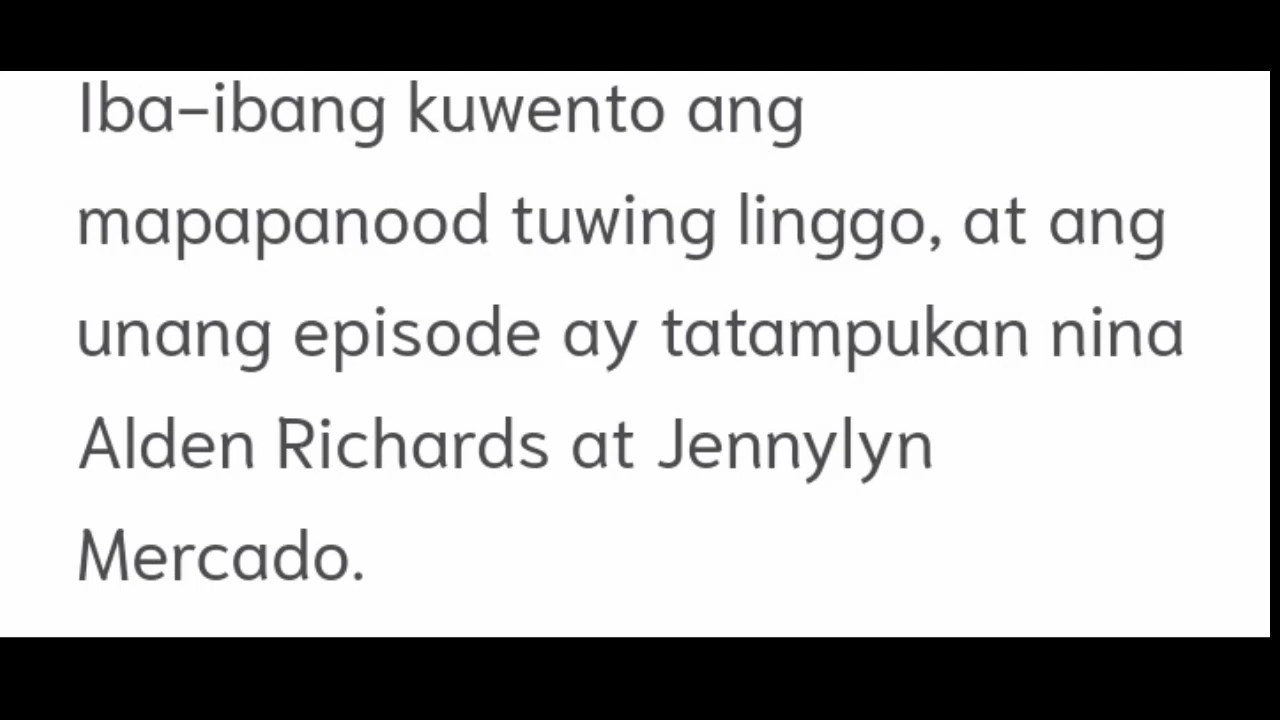 Iba-ibang kuwento ang
mapapanood tuwing linggo, at ang
unang episode ay tatampukan nina
Alden Richards at Jennylyn
Mercado.